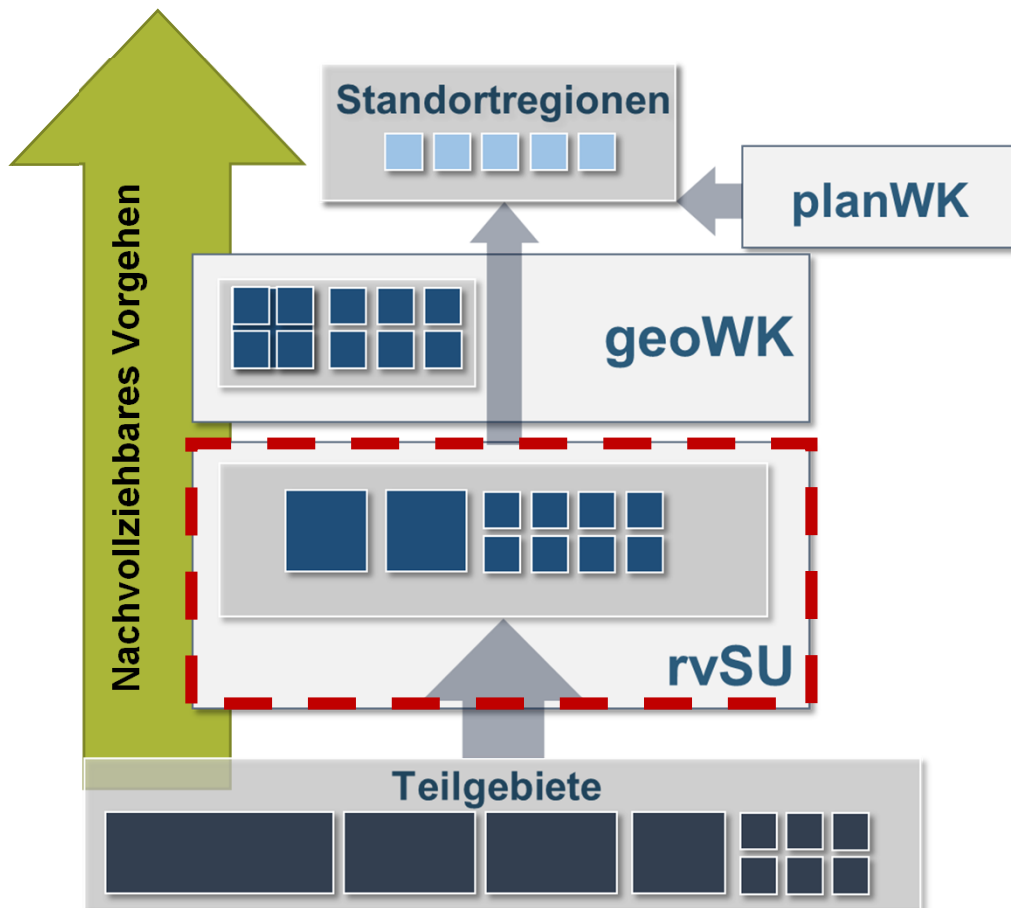 Standortregionen
planWK
geoWK
Nachvollziehbares Vorgehen
rvSU
Teilgebiete